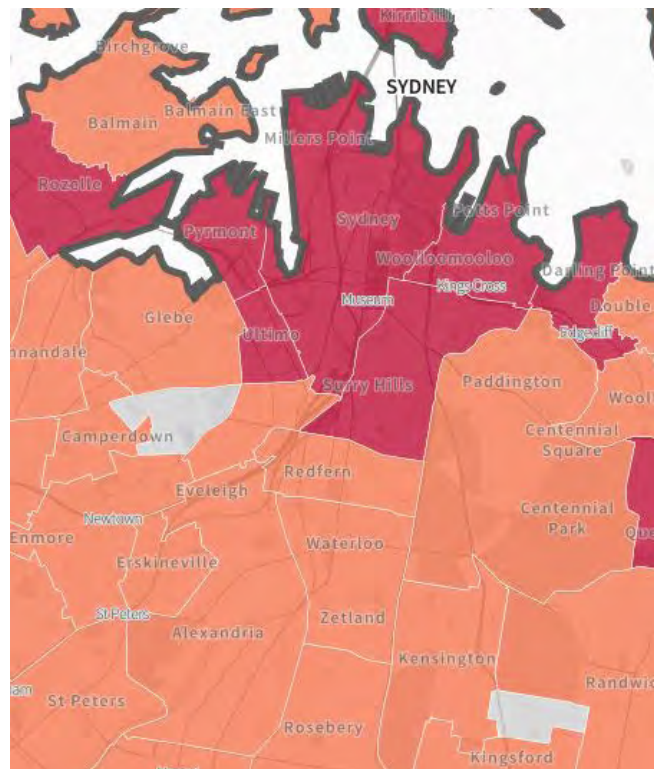 Kirribilli
Birchgrove
SYDNEY
Balmain East
Balmain
Millers Point
Rozelle
Potts Point
Sydney
Pyrmont
Woolloomooloo
Darling Point
Kings Cross
Museum
Double
Glebe
Ultimo
Edgecliff
nnandale
Surry Hills
Paddington
Wooll
Camperdown
Centennial
Square
Redfern
Eveleigh
Centennial
Park
Newtown
Que
Enmore
Waterloo
Erskineville
St Peters
Zetland
Alexandria
Kensington
Randwic
am
St Peters
Rosebery
Kingsford